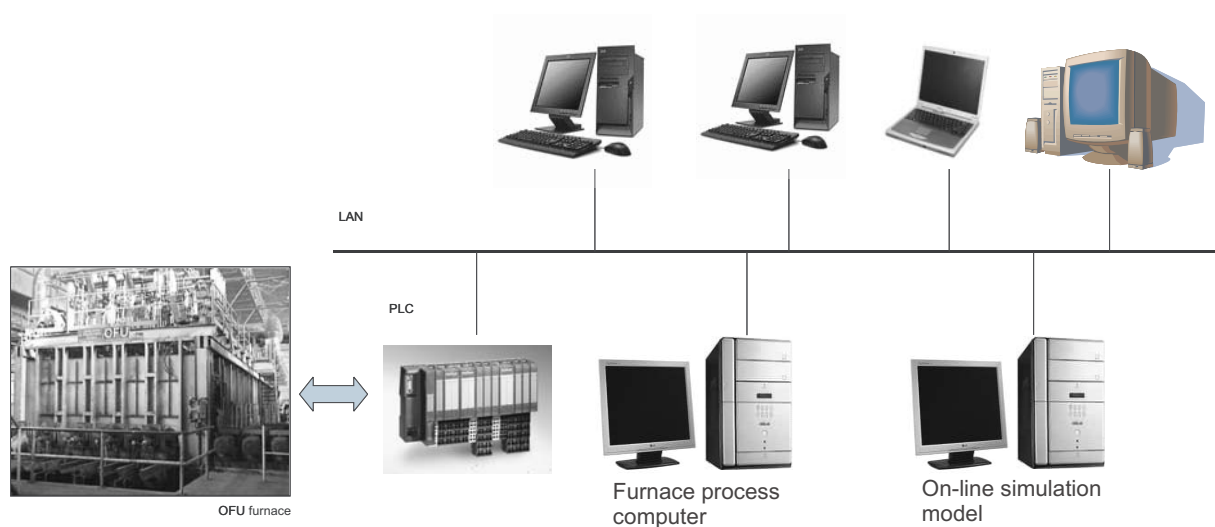 LAN
PLC
OFU
OFU furnace
Furnace process
computer
On-line simulation
model